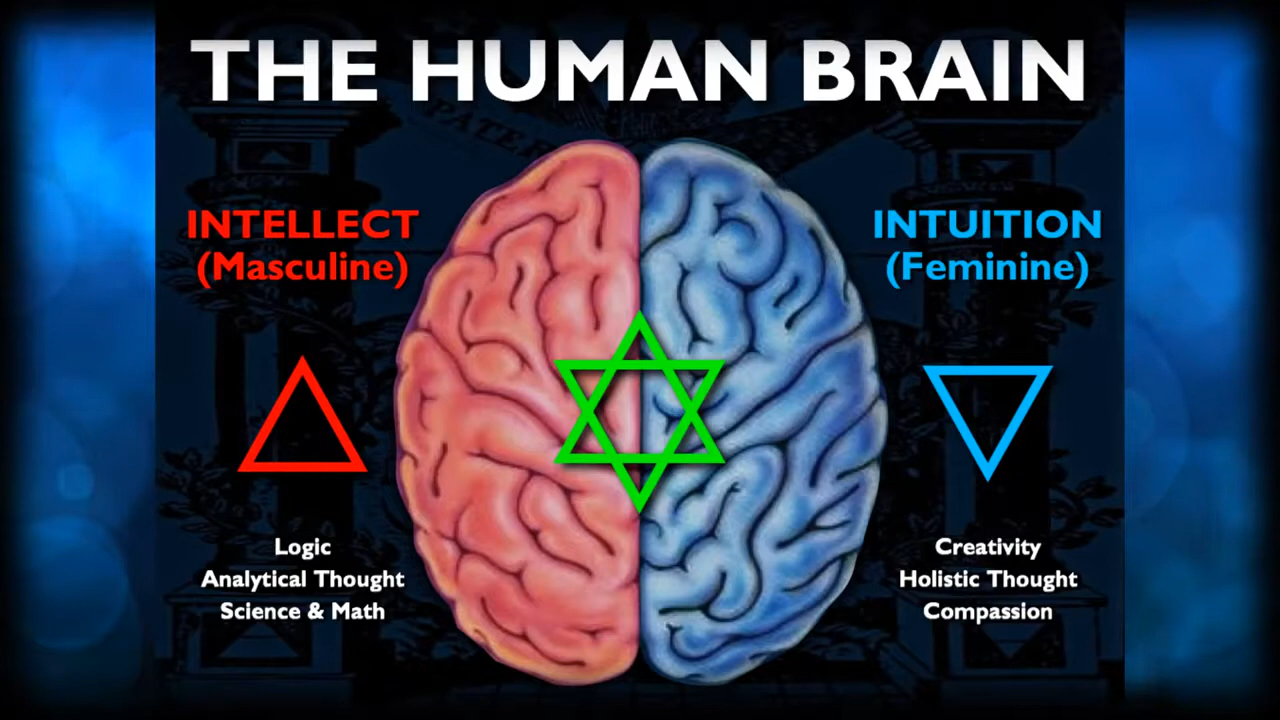 THE HUMAN BRAIN
INTELLECT
(Masculine)
INTUITION
(Feminine)
Logic
Analytical Thought
Science & Math
Creativity
Holistic Thought
Compassion